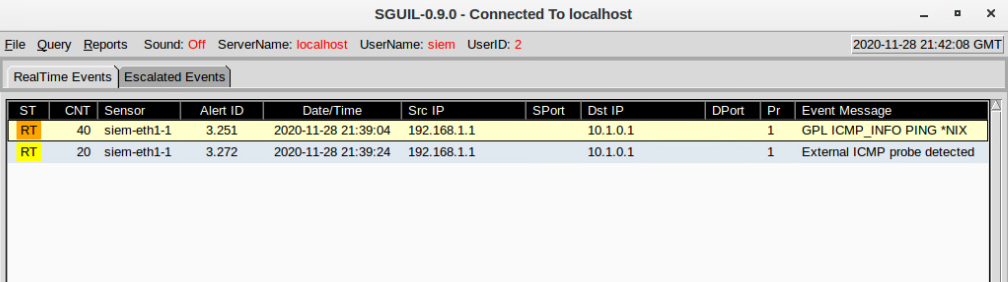 SGUIL-0.9.0 - Connected To localhost
File Query Reports Sound: Off ServerName: localhost UserName: siem UserID: 2 2020-11-28 21:42:08 GMT
RealTime Events Escalated Events
ST CNT Sensor Alert ID Date/Time Src IP SPort Dst IP DPort Pr Event Message
RT 40 siem-eth1-1 3.251 2020-11-28 21:39:04 192.168.1.1 10.1.0.1 1 GPL ICMP_INFO PING *NIX
RT 20 siem-eth1-1 3.272 2020-11-28 21:39:24 192.168.1.1 10.1.0.1 1 External ICMP probe detected